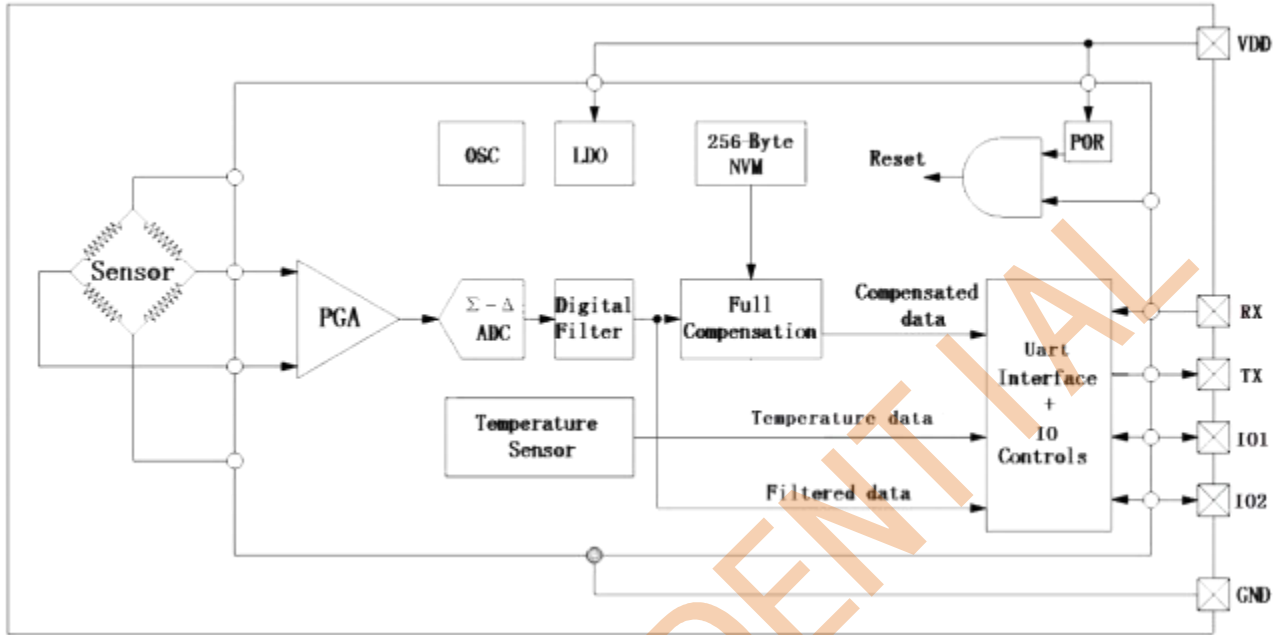 VDD
OSC
LDO
256-Byte
NVM
POR
Reset
Sensor
PGA
Σ-Δ
ADC
Digital
Filter
Full
Compensation
Compensated
data
Uart
Interface
+
IO
Controls
RX
TX
IO1
IO2
Temperature
Sensor
Temperature data
Filtered data
GND
DENTIAL